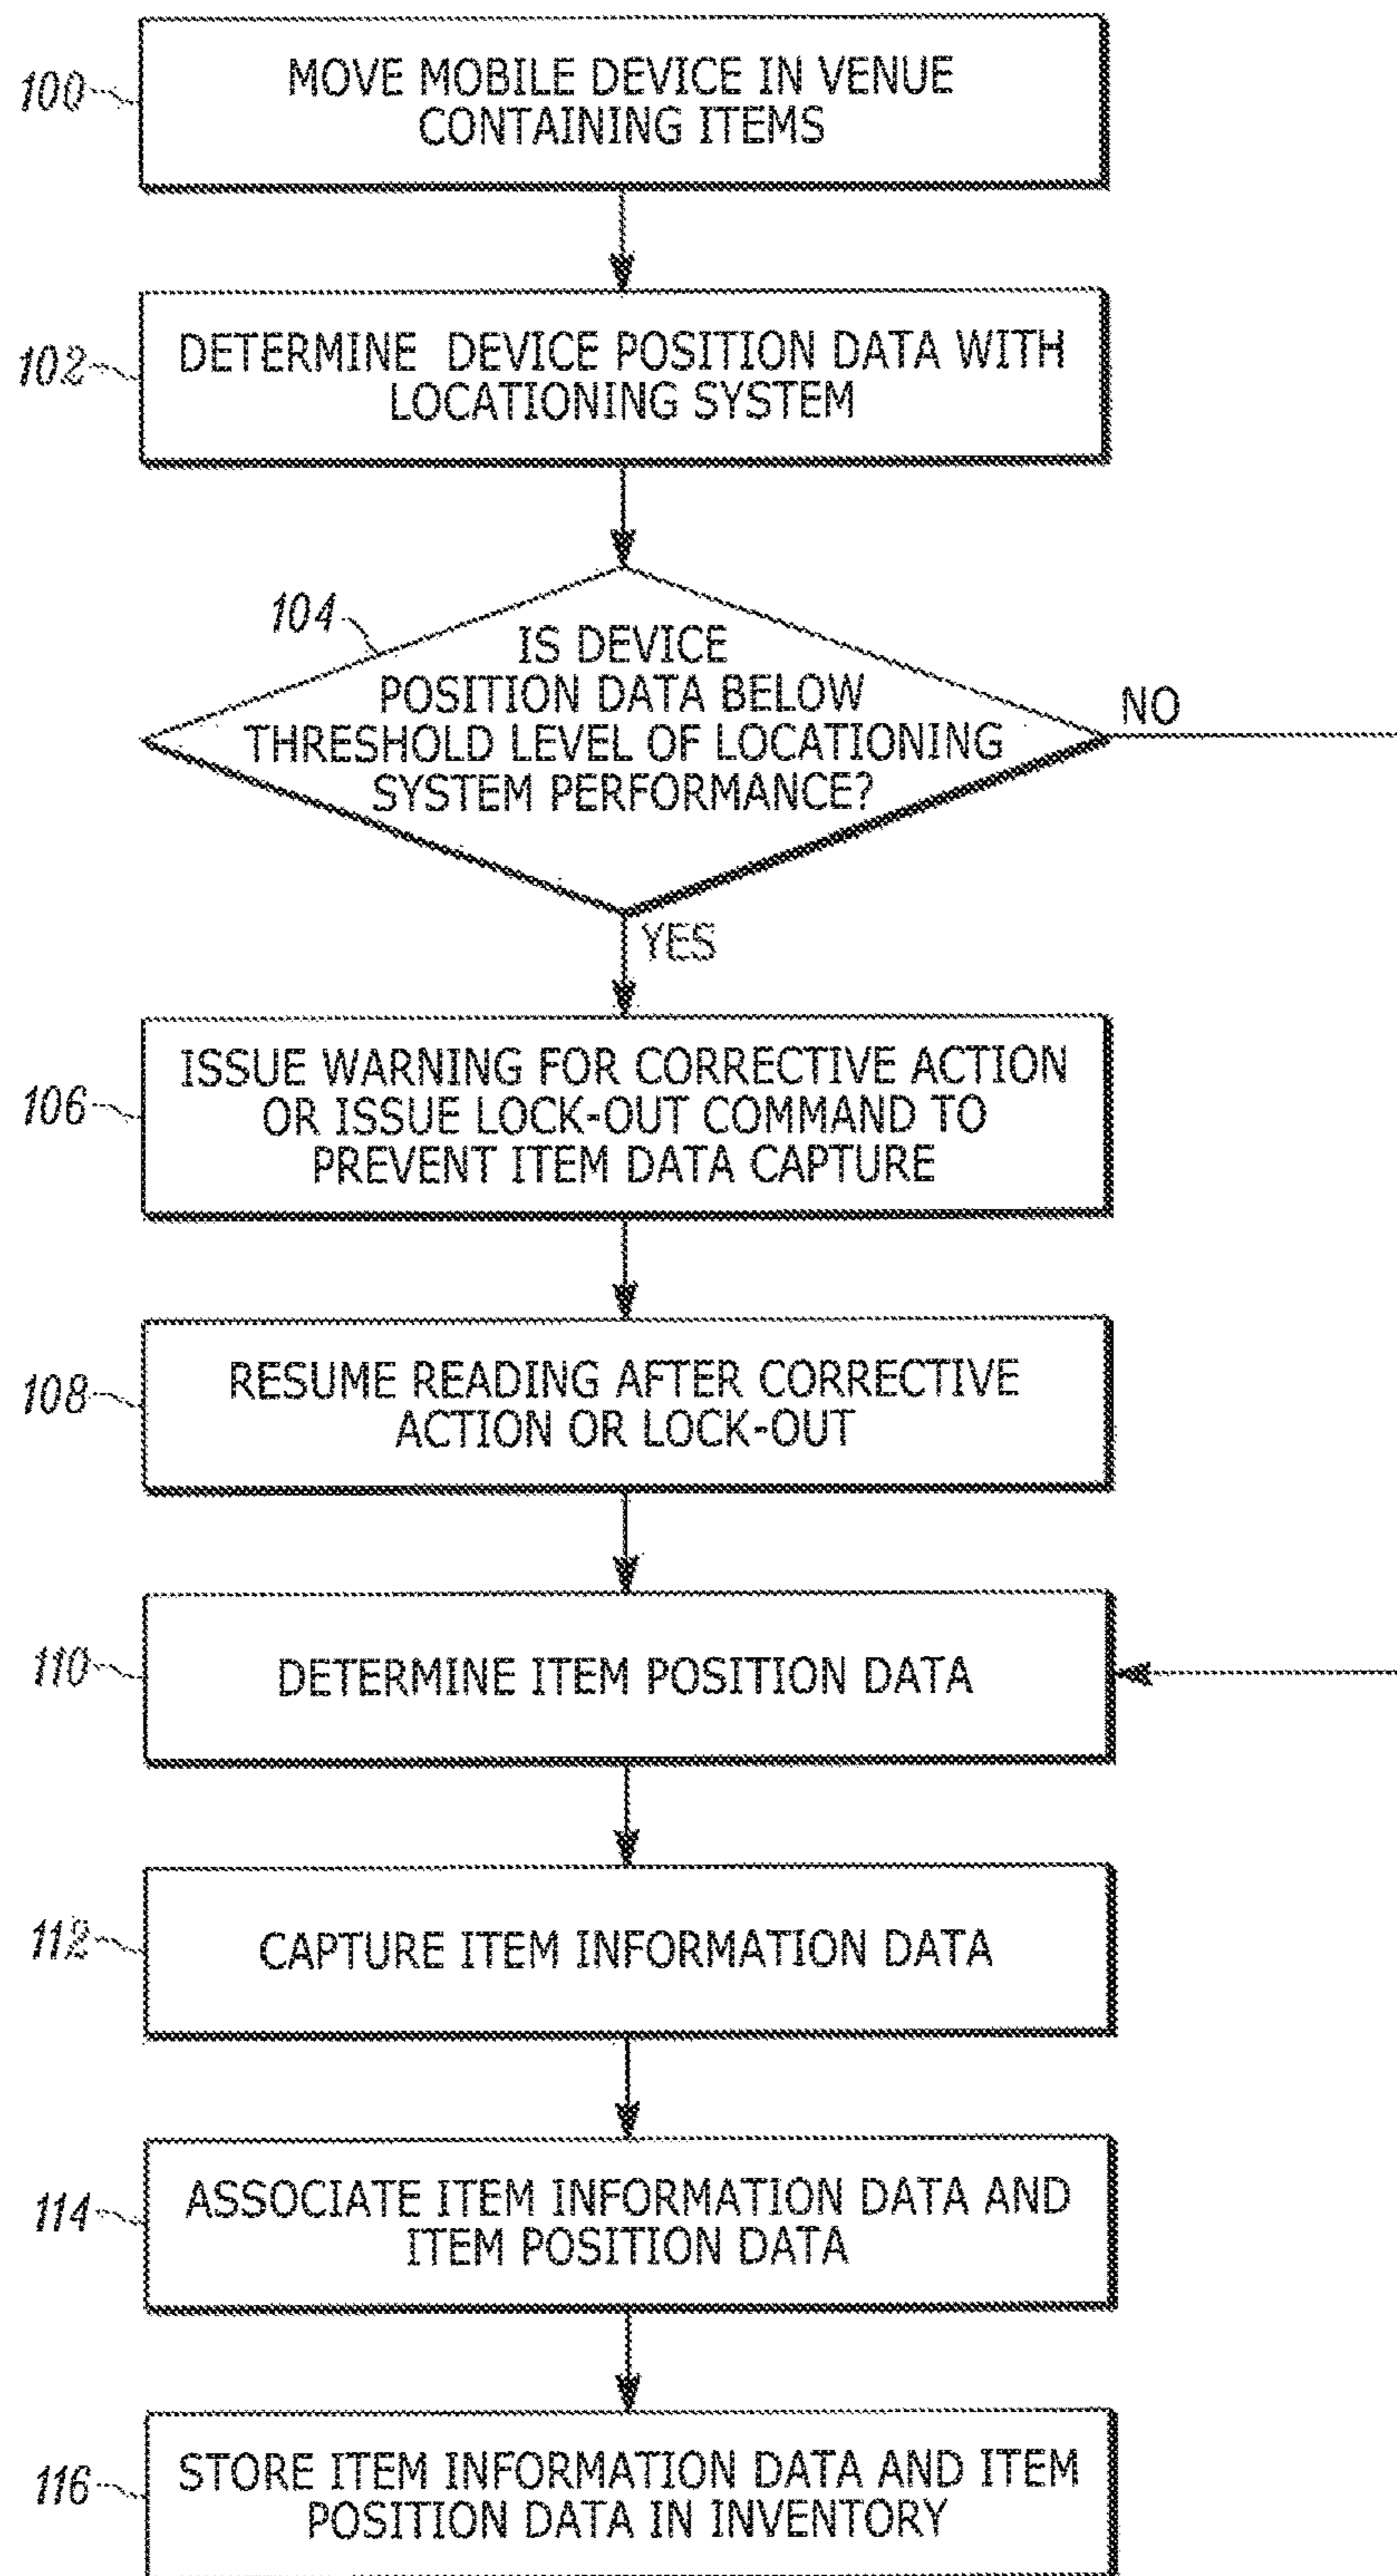 100
MOVE MOBILE DEVICE IN VENUE
CONTAINING ITEMS
102
DETERMINE DEVICE POSITION DATA WITH
LOCATIONING SYSTEM
104
IS DEVICE
POSITION DATA BELOW
THRESHOLD LEVEL OF LOCATIONING
SYSTEM PERFORMANCE?
NO
YES
106
ISSUE WARNING FOR CORRECTIVE ACTION
OR ISSUE LOCK-OUT COMMAND TO
PREVENT ITEM DATA CAPTURE
108
RESUME READING AFTER CORRECTIVE
ACTION OR LOCK-OUT
110
DETERMINE ITEM POSITION DATA
112
CAPTURE ITEM INFORMATION DATA
114
ASSOCIATE ITEM INFORMATION DATA AND
ITEM POSITION DATA
116
STORE ITEM INFORMATION DATA AND ITEM
POSITION DATA IN INVENTORY